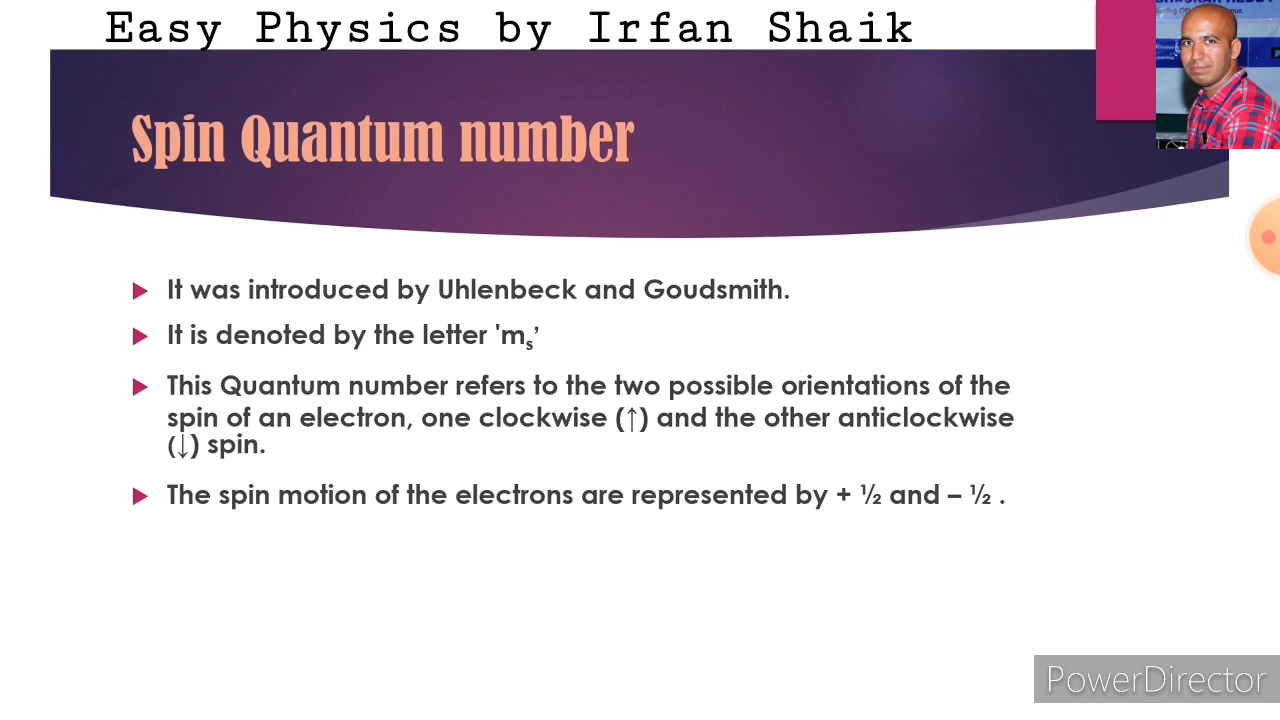 Easy Physics by Irfan Shaik
Spin Quantum number
It was introduced by Uhlenbeck and Goudsmith.
It is denoted by the letter 'mₛ’
This Quantum number refers to the two possible orientations of the
spin of an electron, one clockwise (↑) and the other anticlockwise
(↓) spin.
The spin motion of the electrons are represented by + ½ and – ½ .
PowerDirector